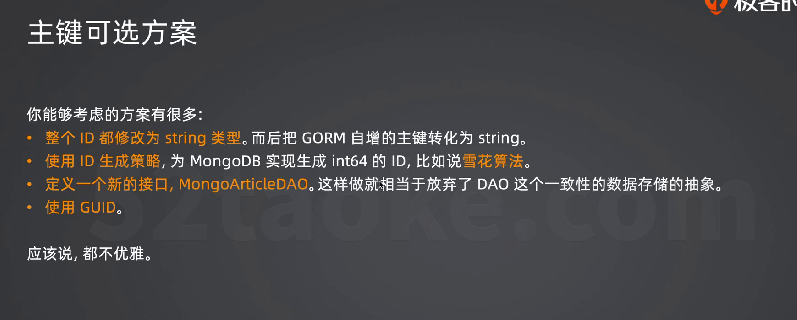 极客时
主键可选方案
你能够考虑的方案有很多：
• 整个 ID 都修改为 string 类型。而后把 GORM 自增的主键转化为 string。
• 使用 ID 生成策略，为 MongoDB 实现生成 int64 的 ID，比如说雪花算法。
• 定义一个新的接口，MongoArticleDAO。这样做就相当于放弃了 DAO 这个一致性的数据存储的抽象。
• 使用 GUID。
应该说，都不优雅。
52taoke.com